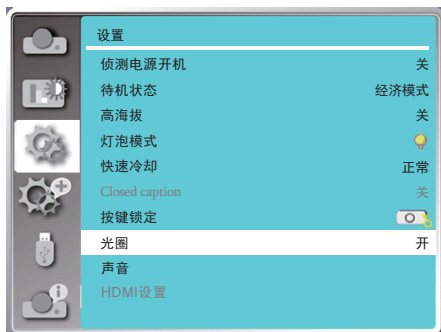 设置
侦测电源开机 关
待机状态 经济模式
高海拔 关
灯泡模式
快速冷却 正常
Closed caption 关
按键锁定
光圈 开
声音
HDMI设置